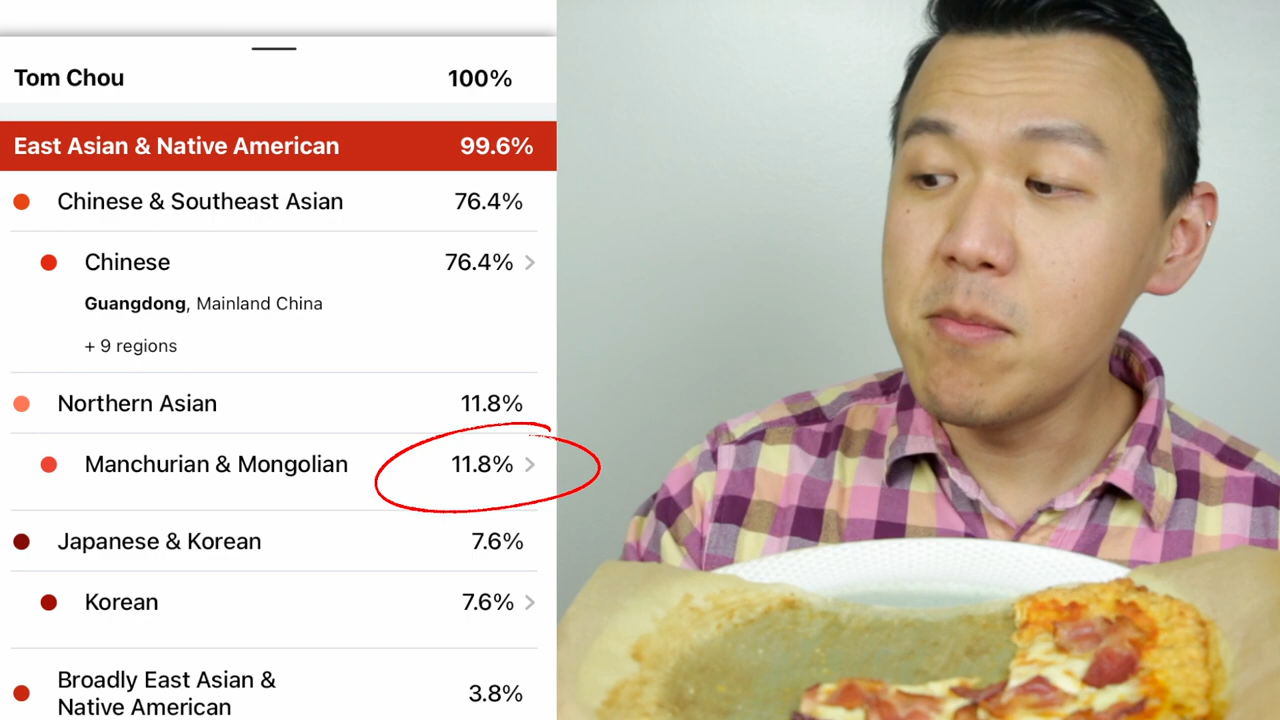 Tom Chou 100%
East Asian & Native American 99.6%
Chinese & Southeast Asian 76.4%
Chinese 76.4%
Guangdong, Mainland China
+ 9 regions
Northern Asian 11.8%
Manchurian & Mongolian 11.8%
Japanese & Korean 7.6%
Korean 7.6%
Broadly East Asian &
Native American 3.8%